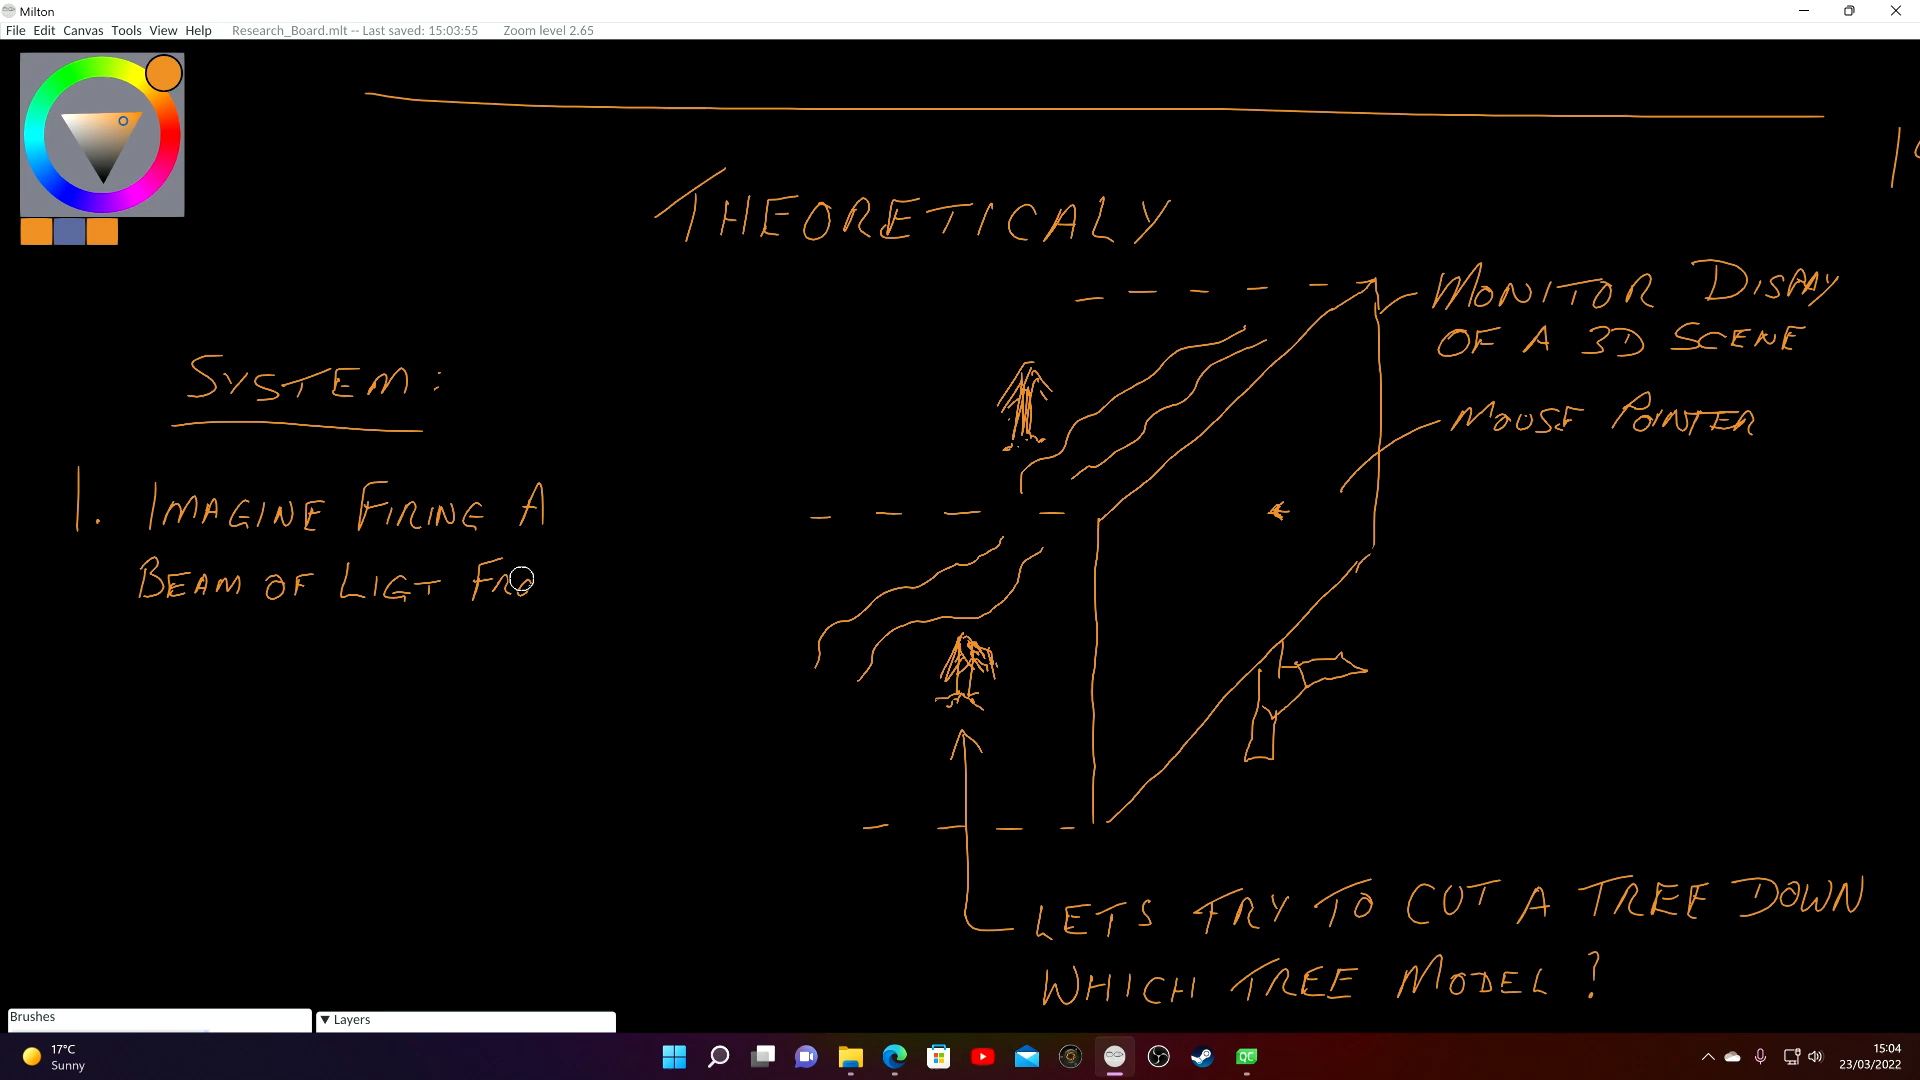 Milton
File Edit Canvas Tools View Help Research_Board.mlt -- Last saved: 15:03:55 Zoom level 2.65
THEORETICALY
MONITOR DISPAY
OF A 3D SCENE
MOUSE POINTER
SYSTEM:
1. IMAGINE FIRING A
BEAM OF LIGT FRO
LETS TRY TO CUT A TREE DOWN
WHICH TREE MODEL?
Brushes
▼ Layers
17°C
Sunny
QC
15:04
23/03/2022